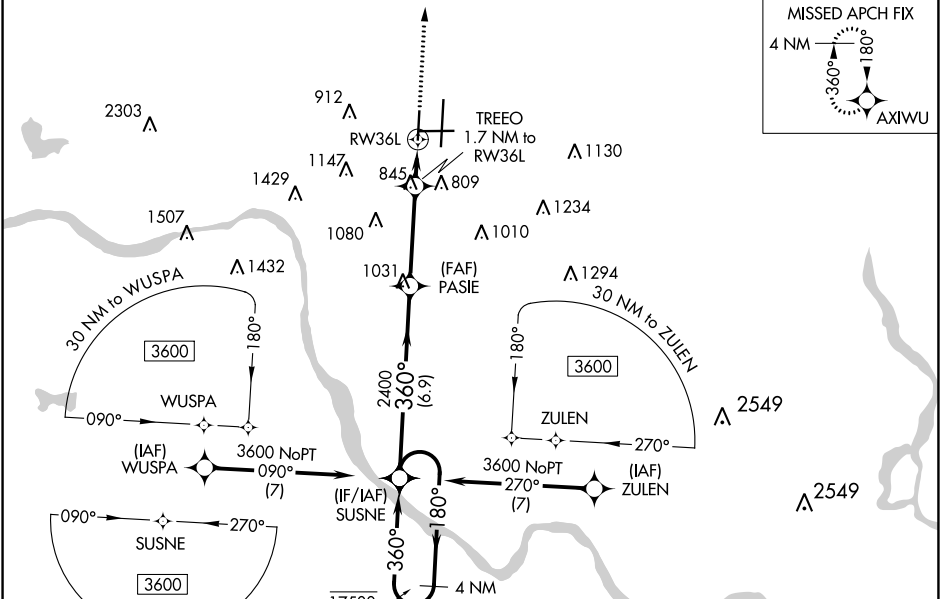 MISSED APCH FIX
4 NM
180°
360°
AXIWU
2303
912
RW36L
TREEO
1.7 NM to
RW36L
1130
1147
845
809
1429
1234
1507
1080
1010
1432
1031
(FAF)
PASIE
1294
30 NM to WUSPA
180°
3600
WUSPA
090°
30 NM to ZULEN
180°
3600
ZULEN
270°
2400
360°
(6.9)
2549
(IAF)
WUSPA
3600 NoPT
090°
(7)
(IF/IAF)
SUSNE
3600 NoPT
270°
(7)
(IAF)
ZULEN
2549
090°
270°
SUSNE
3600
360°
180°
4 NM